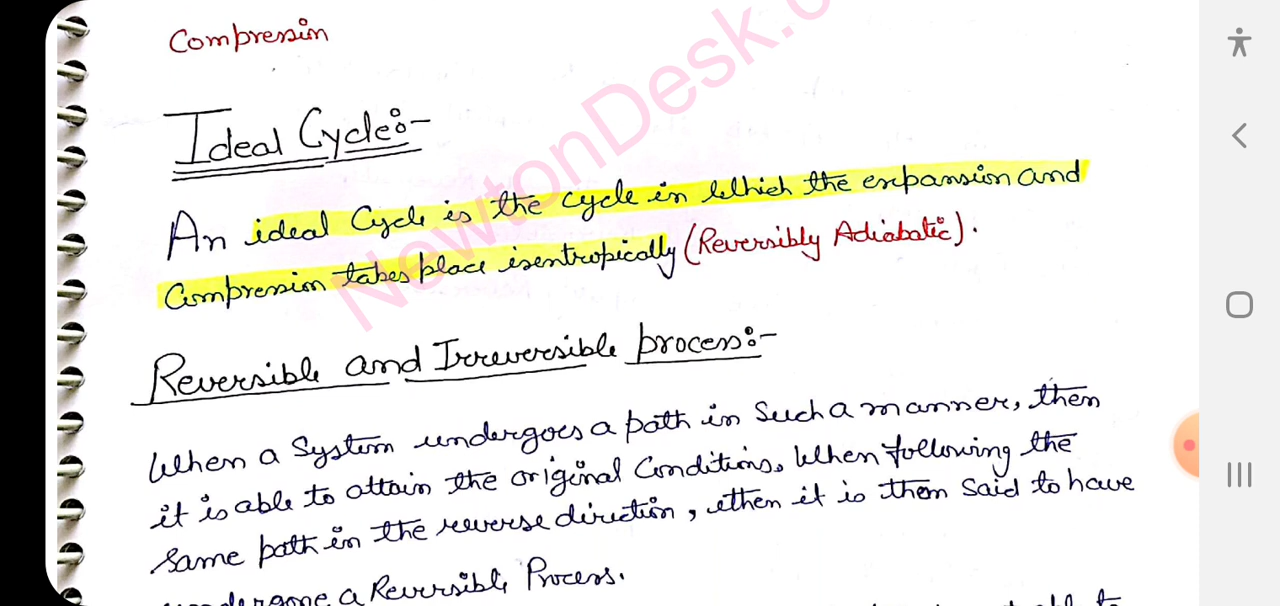 Compression
Ideal Cycle:-
An ideal Cycle is the cycle in which the expansion and
Compression takes place isentropically (Reversibly Adiabatic).
NewtonDesk.c
Reversible and Irreversible process:-
When a System undergoes a path in Such a manner, then
it is able to attain the original Conditions, When following the
same path in the reverse direction, then it is then said to have
undergone a Reversible Process.
able to